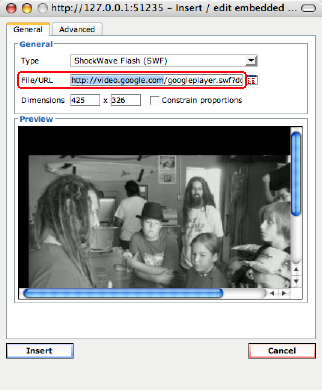 http://127.0.0.1:51235 - Insert / edit embedded ...
General Advanced
General
Type ShockWave Flash (SWF)
File/URL http://video.google.com/googleplayer.swf?do
Dimensions 425 x 326 Constrain proportions
Preview
Insert Cancel